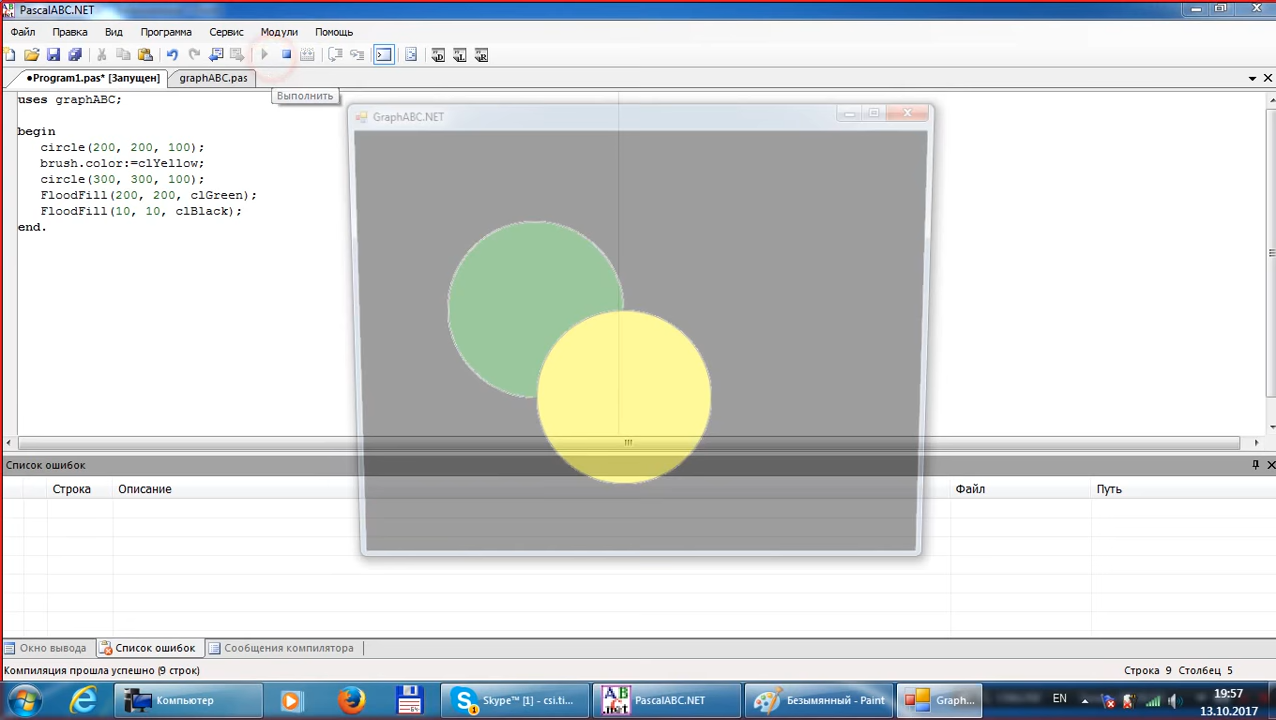 PascalABC.NET
Файл Правка Вид Программа Сервис Модули Помощь
•Program1.pas* [Запущен] graphABC.pas
Выполнить
uses graphABC;
begin
circle(200, 200, 100);
brush.color:=clYellow;
circle(300, 300, 100);
FloodFill(200, 200, clGreen);
FloodFill(10, 10, clBlack);
end.
GraphABC.NET
Список ошибок
Строка Описание Файл Путь
Окно вывода Список ошибок Сообщения компилятора
Компиляция прошла успешно (9 строк) Строка 9 Столбец 5
Компьютер Skype™ [1] - csi.ti... PascalABC.NET Безымянный - Paint Graph... EN 19:57
13.10.2017